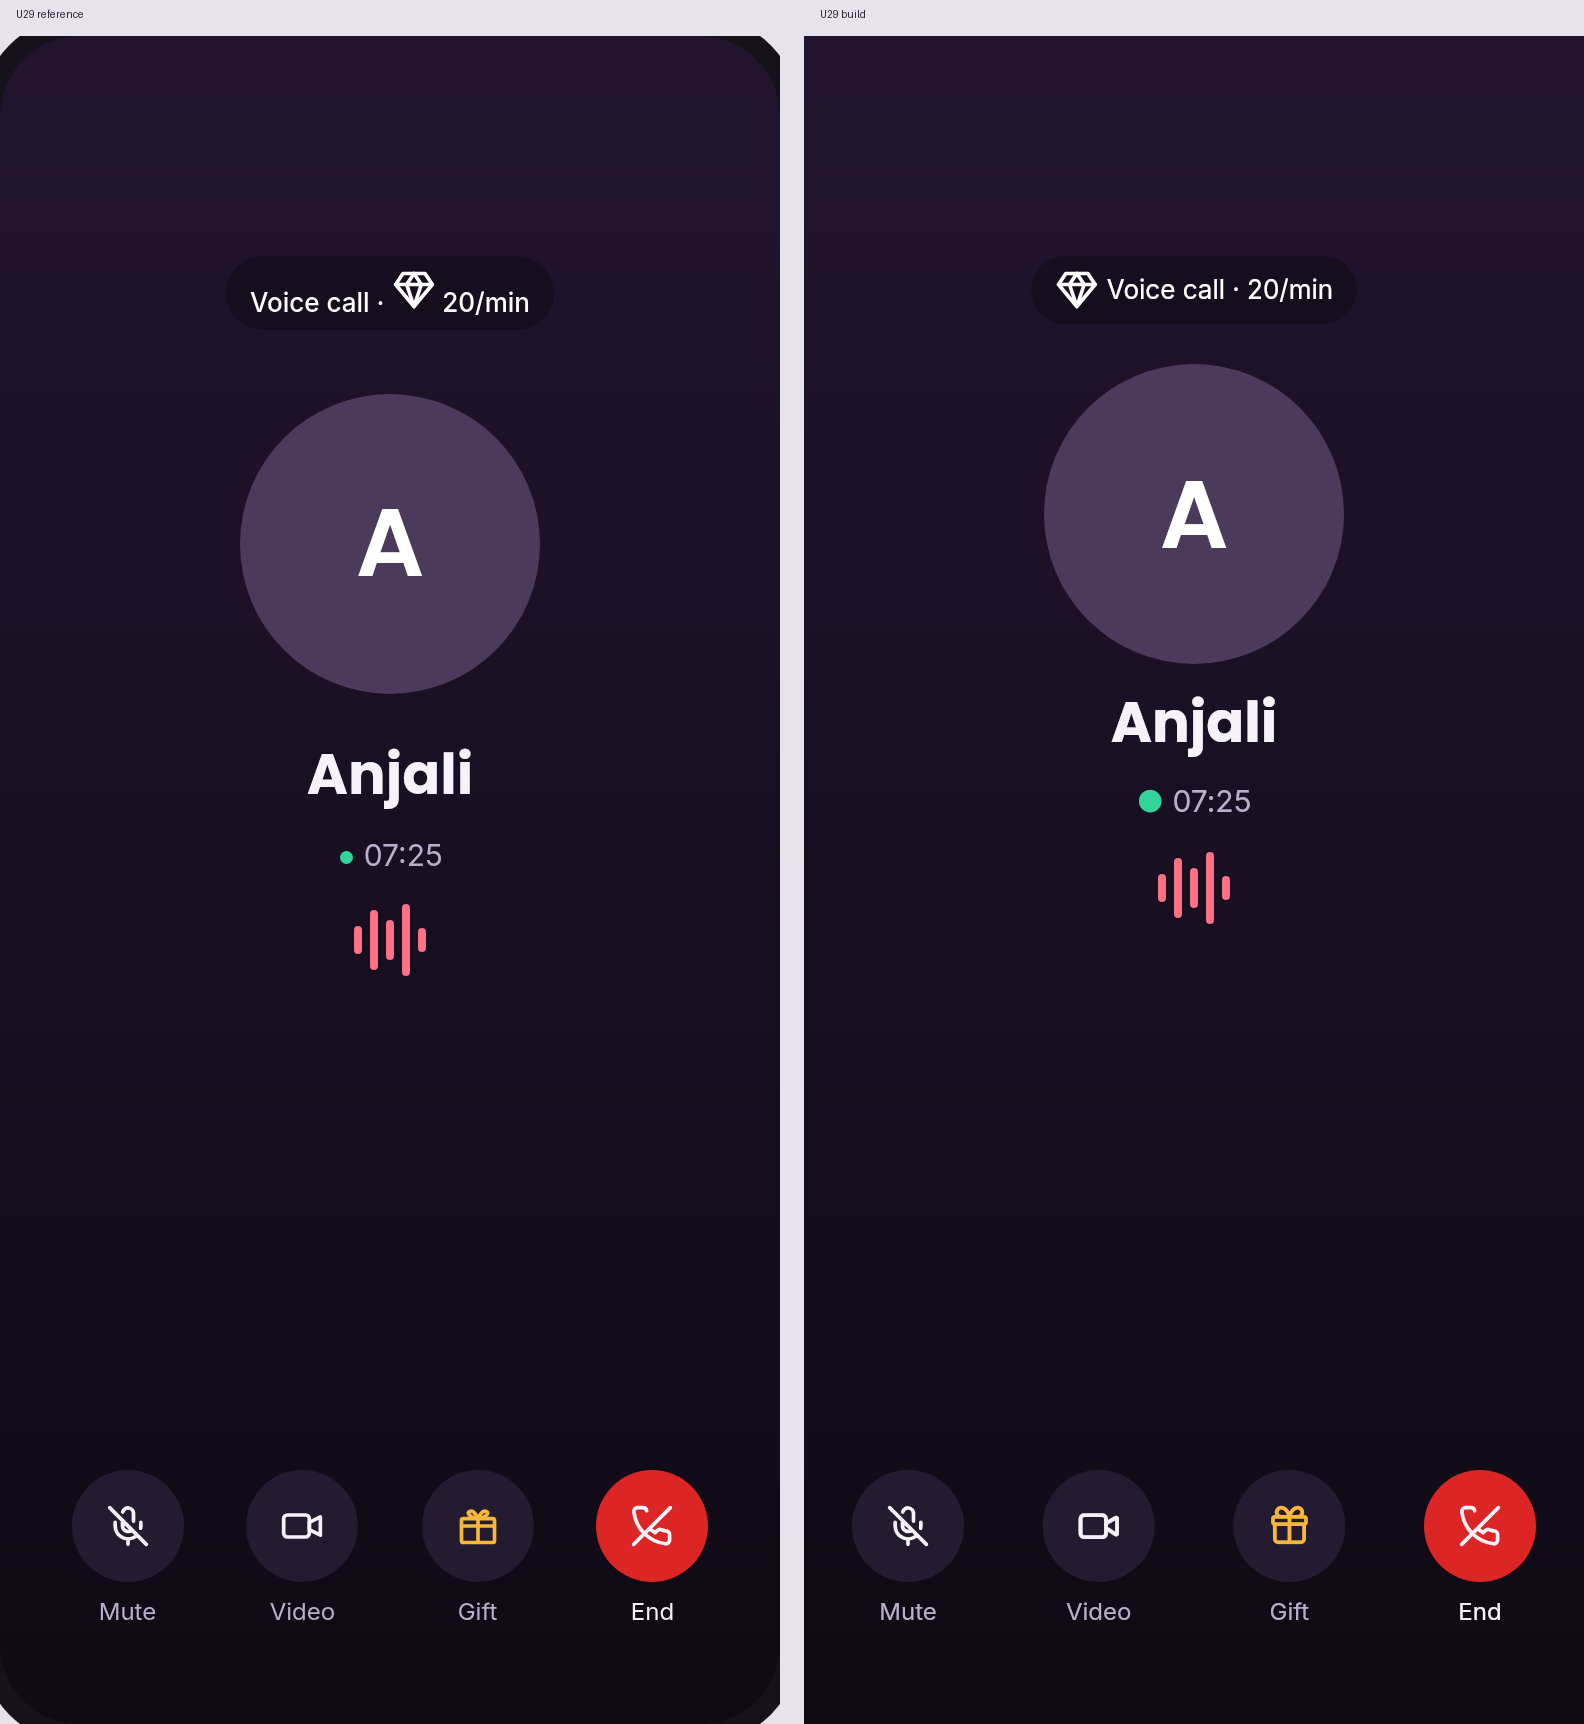 U29 reference
Voice call · 20/min
A
Anjali
07:25
Mute Video Gift End
U29 build
Voice call · 20/min
A
Anjali
07:25
Mute Video Gift End